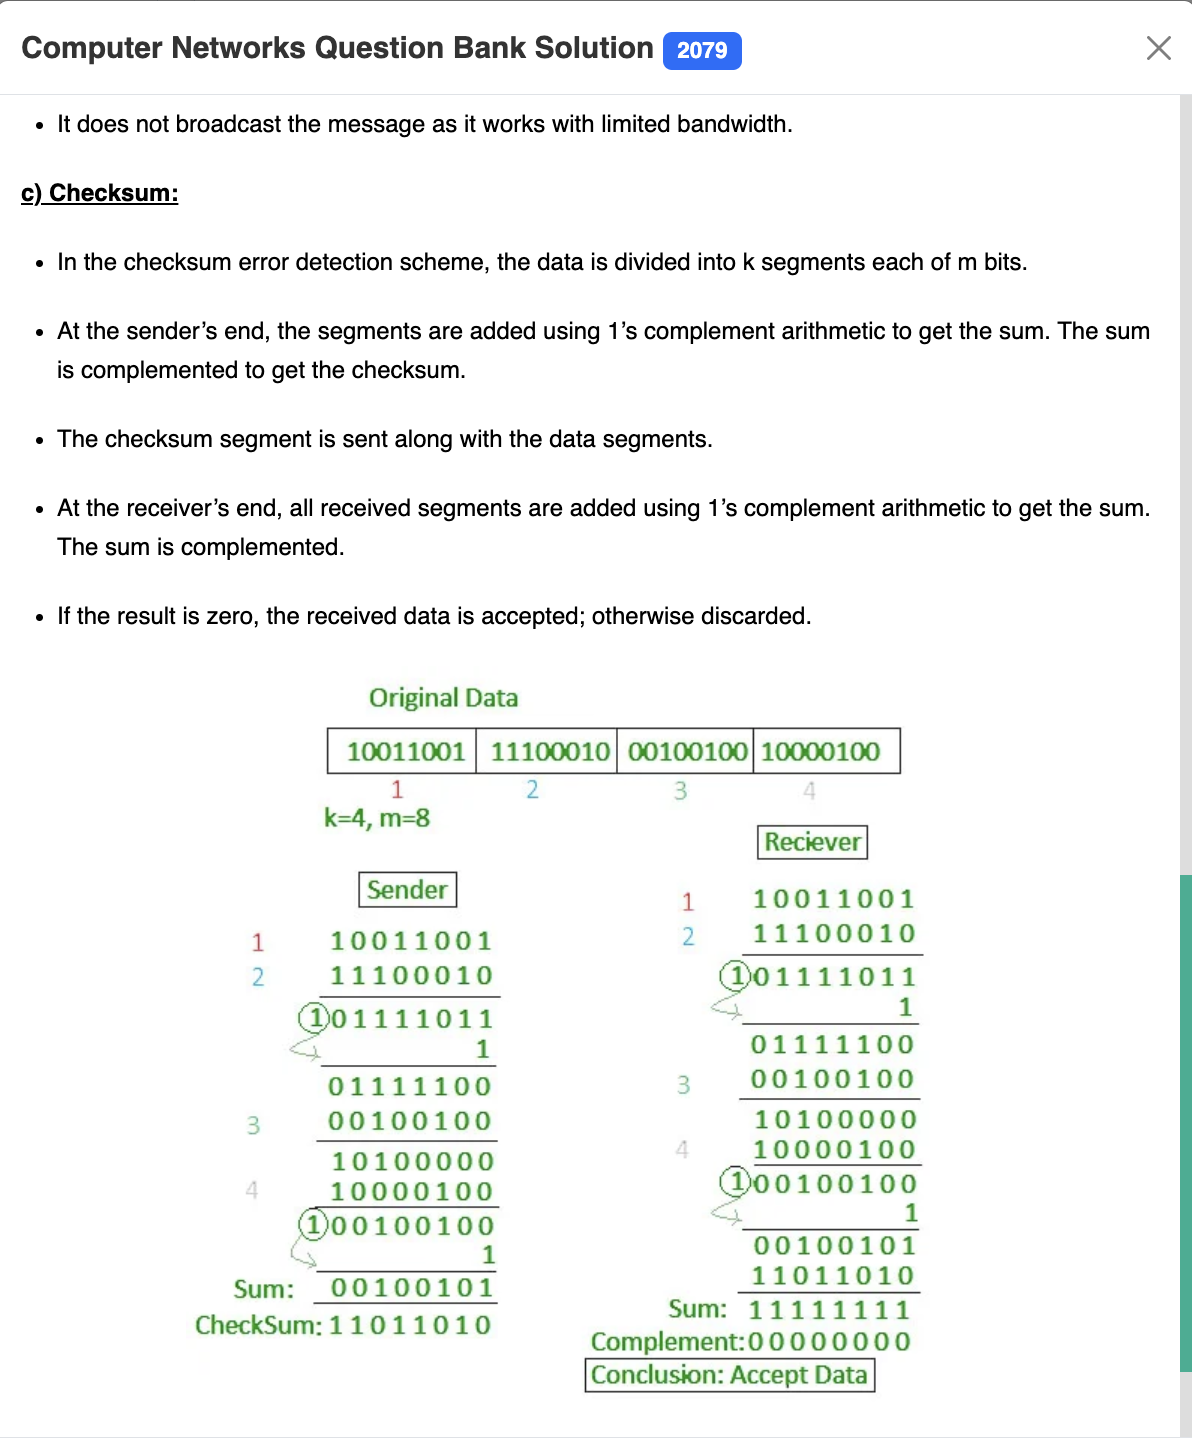 Computer Networks Question Bank Solution 2079
• It does not broadcast the message as it works with limited bandwidth.
c) Checksum:
• In the checksum error detection scheme, the data is divided into k segments each of m bits.
• At the sender’s end, the segments are added using 1’s complement arithmetic to get the sum. The sum
is complemented to get the checksum.
• The checksum segment is sent along with the data segments.
• At the receiver’s end, all received segments are added using 1’s complement arithmetic to get the sum.
The sum is complemented.
• If the result is zero, the received data is accepted; otherwise discarded.
Original Data
10011001 11100010 00100100 10000100
1 2 3 4
k=4, m=8
Sender
1 10011001
2 11100010
101111011
1
01111100
3 00100100
10100000
4 10000100
100100100
1
Sum: 00100101
CheckSum: 11011010
Reciever
1 10011001
2 11100010
101111011
1
01111100
3 00100100
10100000
4 10000100
100100100
1
00100101
11011010
Sum: 11111111
Complement: 00000000
Conclusion: Accept Data